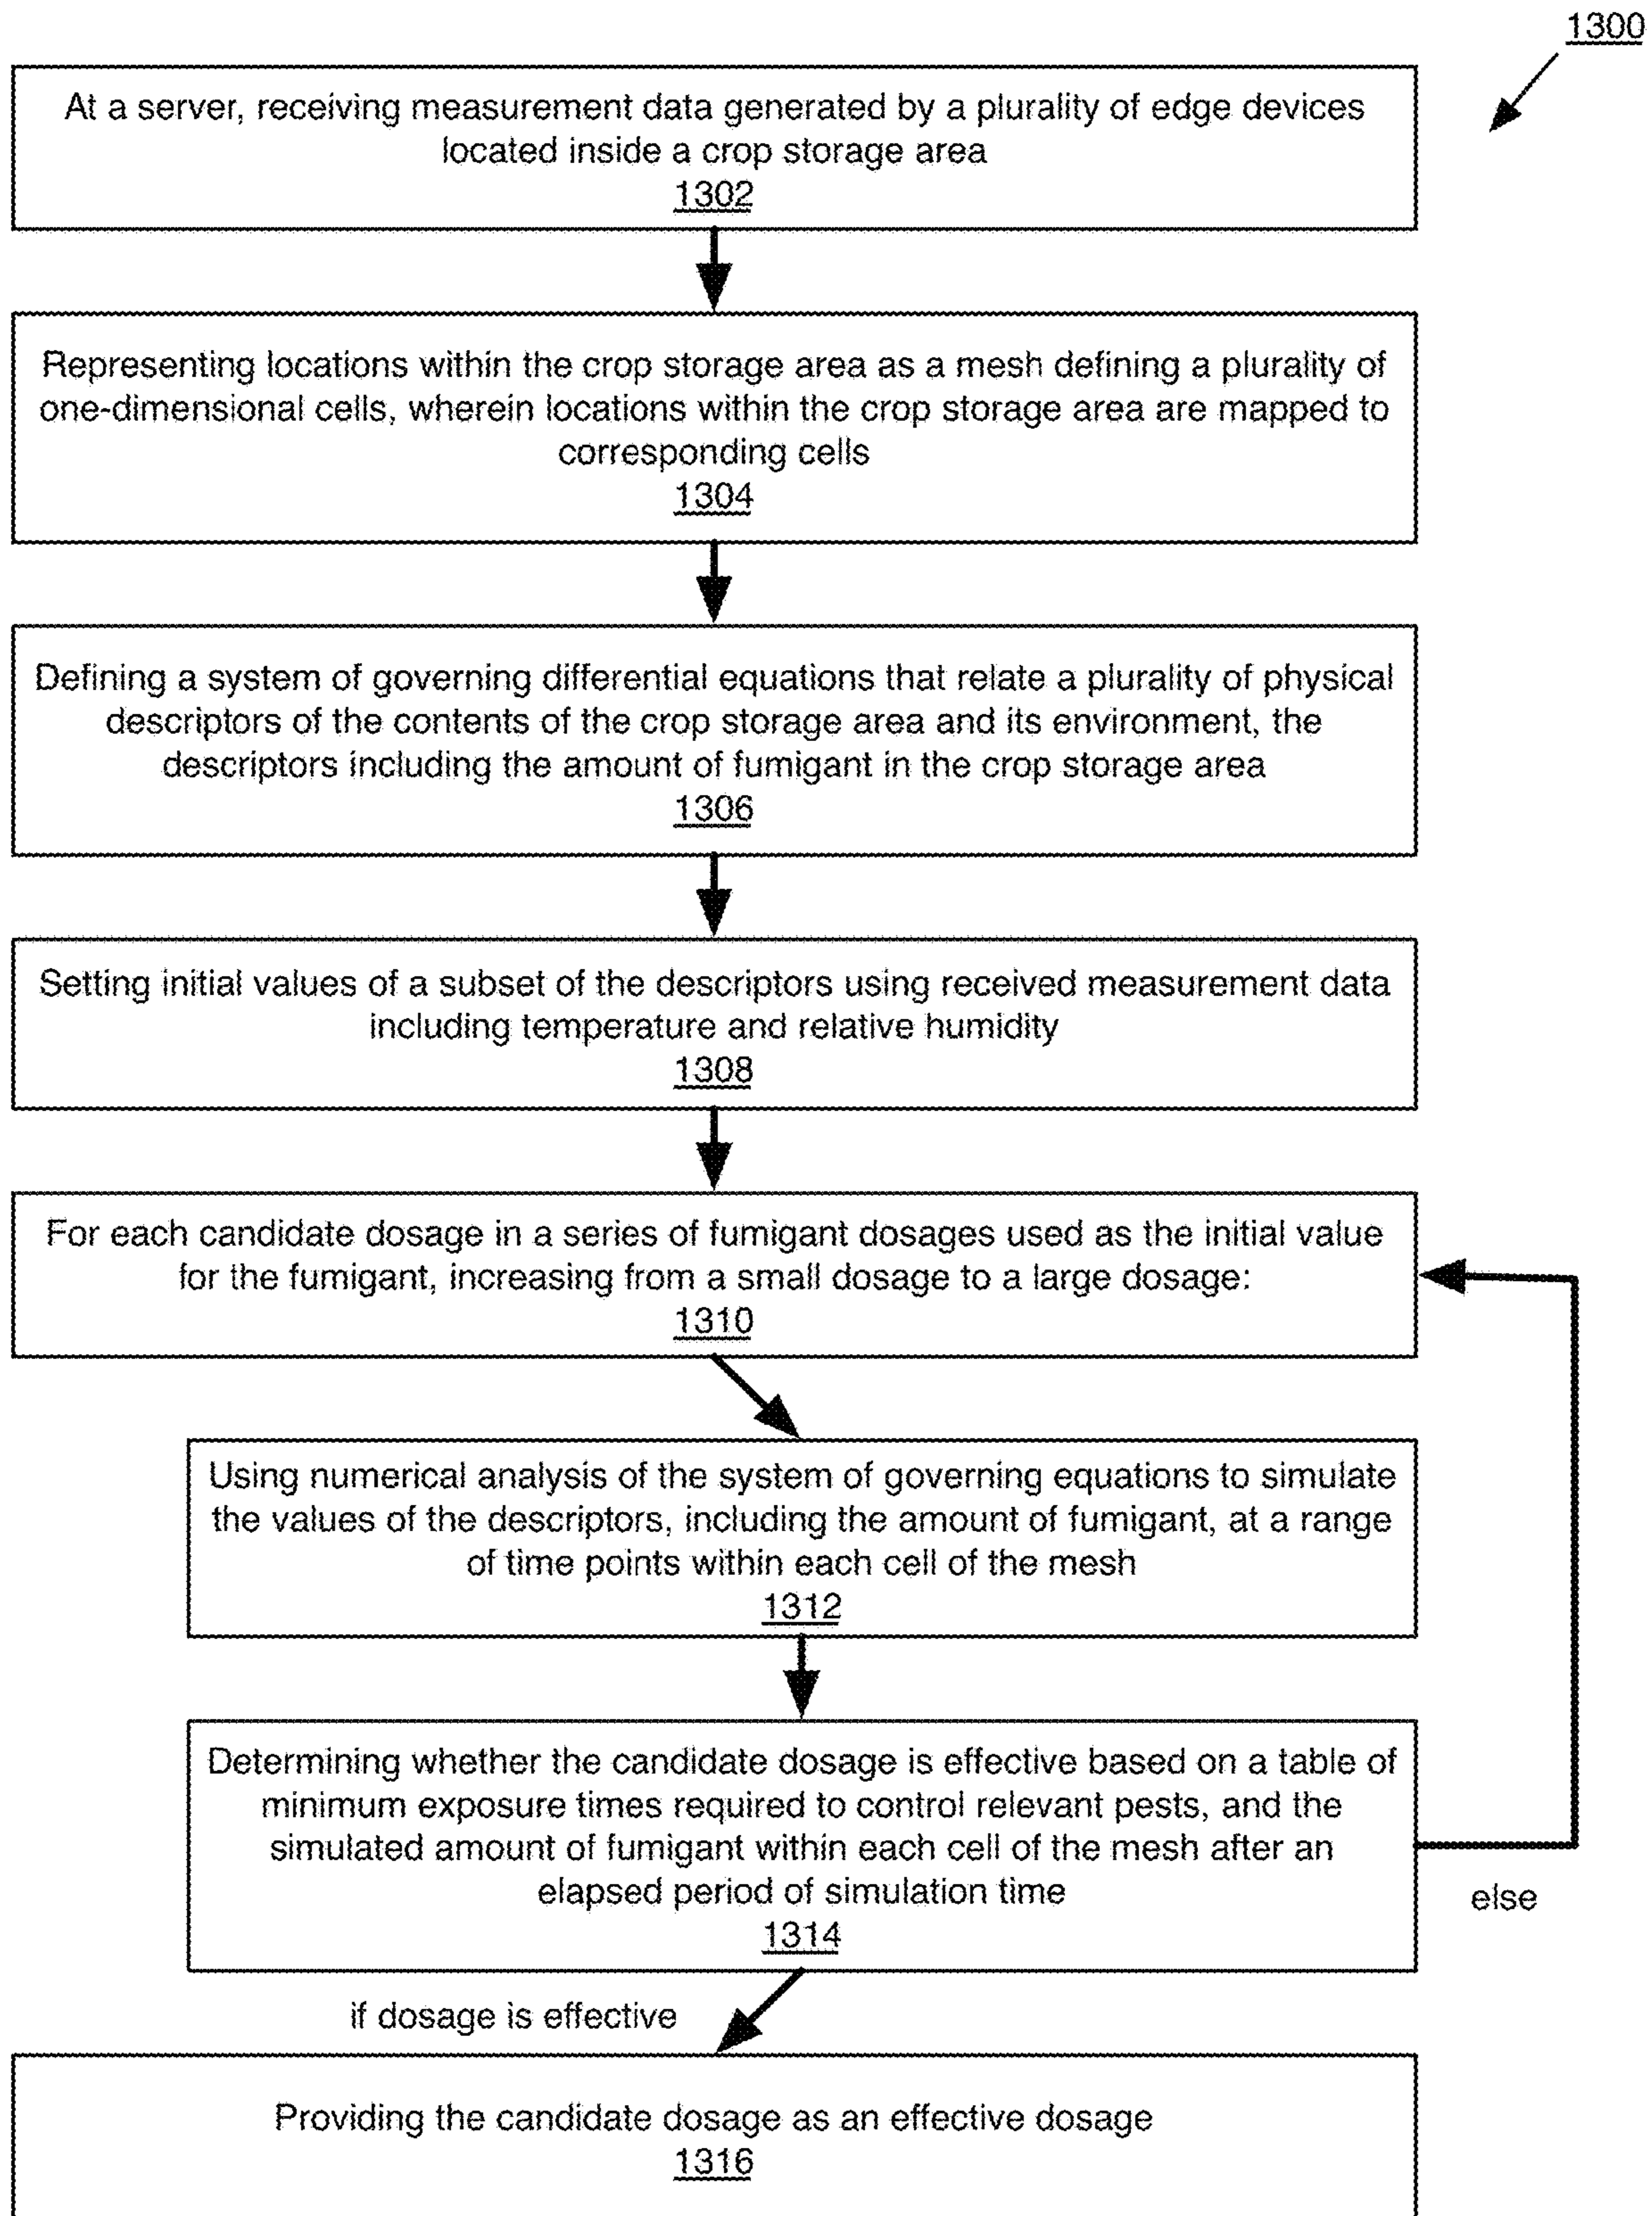 1300
At a server, receiving measurement data generated by a plurality of edge devices
located inside a crop storage area
1302
Representing locations within the crop storage area as a mesh defining a plurality of
one-dimensional cells, wherein locations within the crop storage area are mapped to
corresponding cells
1304
Defining a system of governing differential equations that relate a plurality of physical
descriptors of the contents of the crop storage area and its environment, the
descriptors including the amount of fumigant in the crop storage area
1306
Setting initial values of a subset of the descriptors using received measurement data
including temperature and relative humidity
1308
For each candidate dosage in a series of fumigant dosages used as the initial value
for the fumigant, increasing from a small dosage to a large dosage:
1310
Using numerical analysis of the system of governing equations to simulate
the values of the descriptors, including the amount of fumigant, at a range
of time points within each cell of the mesh
1312
Determining whether the candidate dosage is effective based on a table of
minimum exposure times required to control relevant pests, and the
simulated amount of fumigant within each cell of the mesh after an
elapsed period of simulation time
1314
else
if dosage is effective
Providing the candidate dosage as an effective dosage
1316